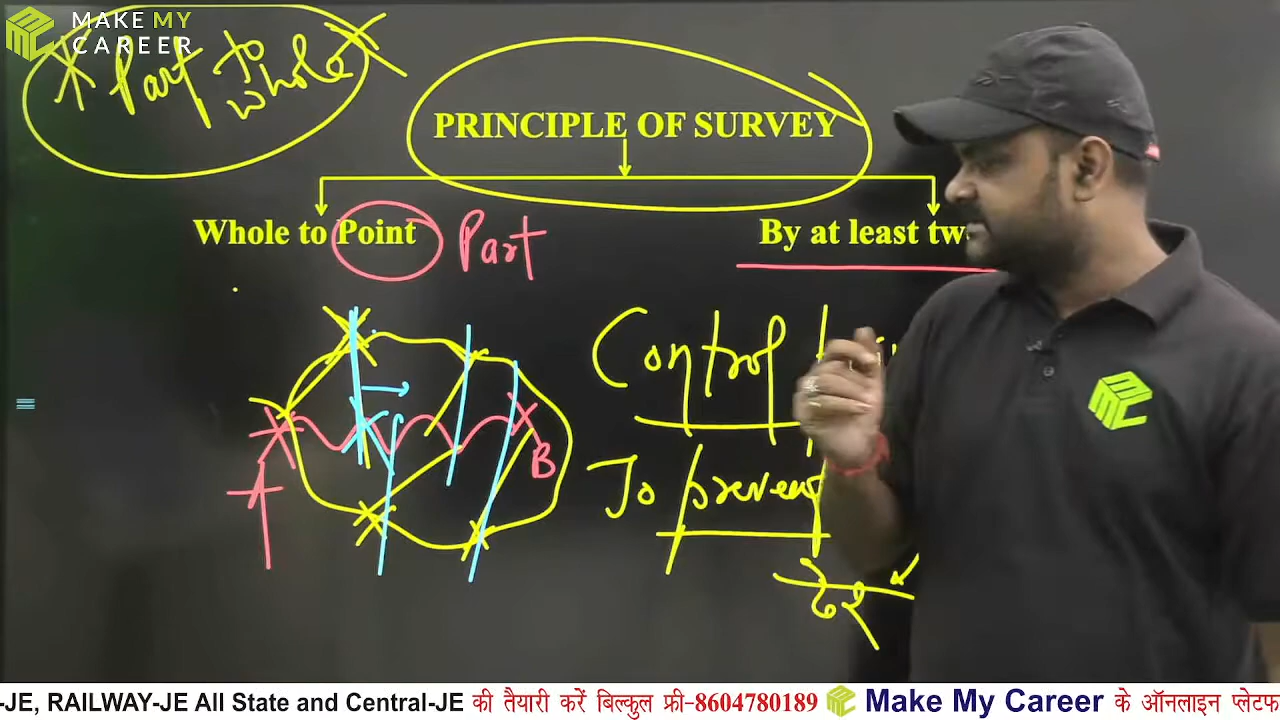 MAKE MY
CAREER
Part to
whole
PRINCIPLE OF SURVEY
Whole to Point Part
By at least
Control
To prevent
A
B
-JE, RAILWAY-JE All State and Central-JE की तैयारी करें बिल्कुल फ्री-8604780189 Make My Career के ऑनलाइन प्लेटफ